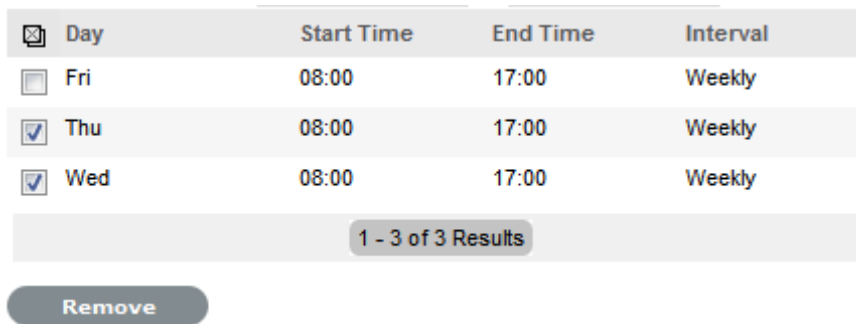 Day Start Time End Time Interval
Fri 08:00 17:00 Weekly
Thu 08:00 17:00 Weekly
Wed 08:00 17:00 Weekly
1 - 3 of 3 Results
Remove